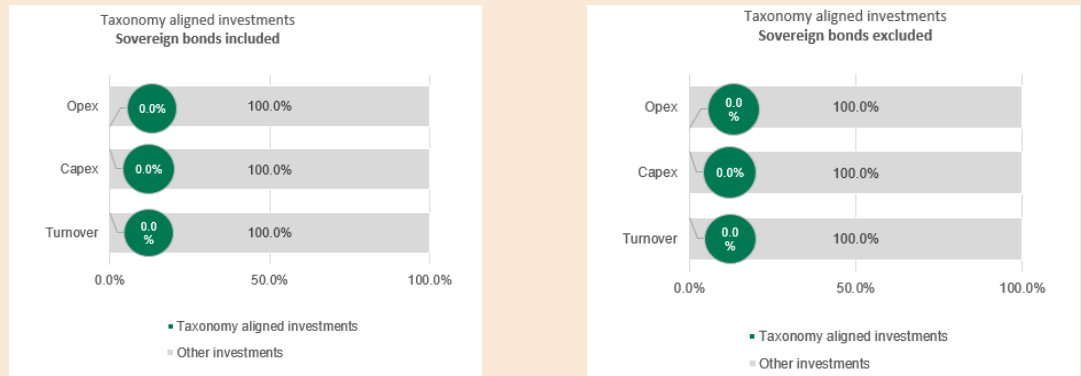 Taxonomy aligned investments
Sovereign bonds included
Opex
0.0%
100.0%
Capex
0.0%
100.0%
Turnover
0.0
%
100.0%
0.0%
50.0%
100.0%
Taxonomy aligned investments
Other investments
Taxonomy aligned investments
Sovereign bonds excluded
Opex
0.0
%
100.0%
Capex
0.0%
100.0%
Turnover
0.0
%
100.0%
0.0%
50.0%
100.0%
Taxonomy aligned investments
Other investments